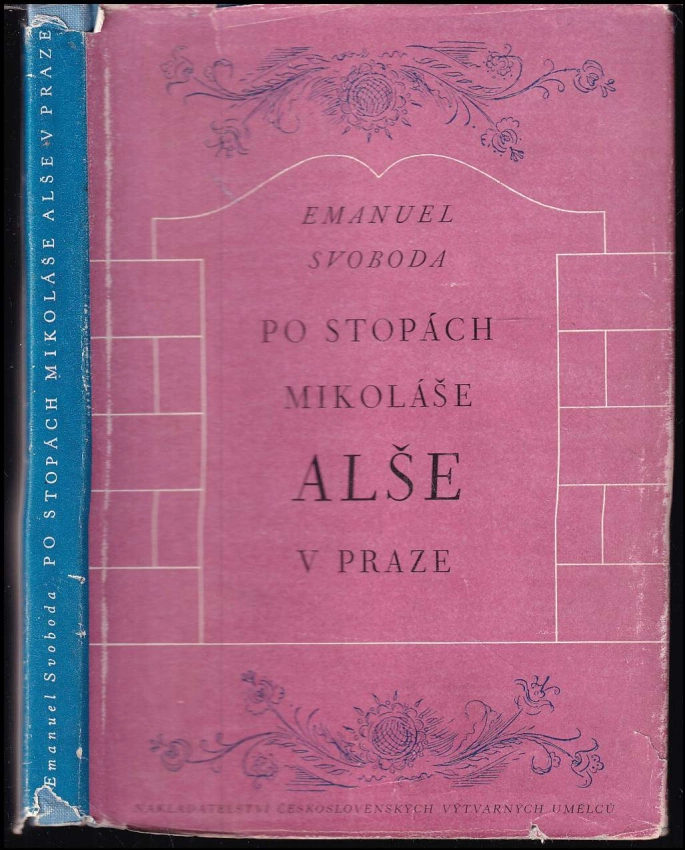 Emanuel Svoboda PO STOPÁCH MIKOLÁŠE ALŠE V PRAZE
EMANUEL
SVOBODA
PO STOPÁCH
MIKOLÁŠE
ALŠE
V PRAZE
NAKLADATELSTVÍ ČESKOSLOVENSKÝCH VÝTVARNÝCH UMĚLCŮ